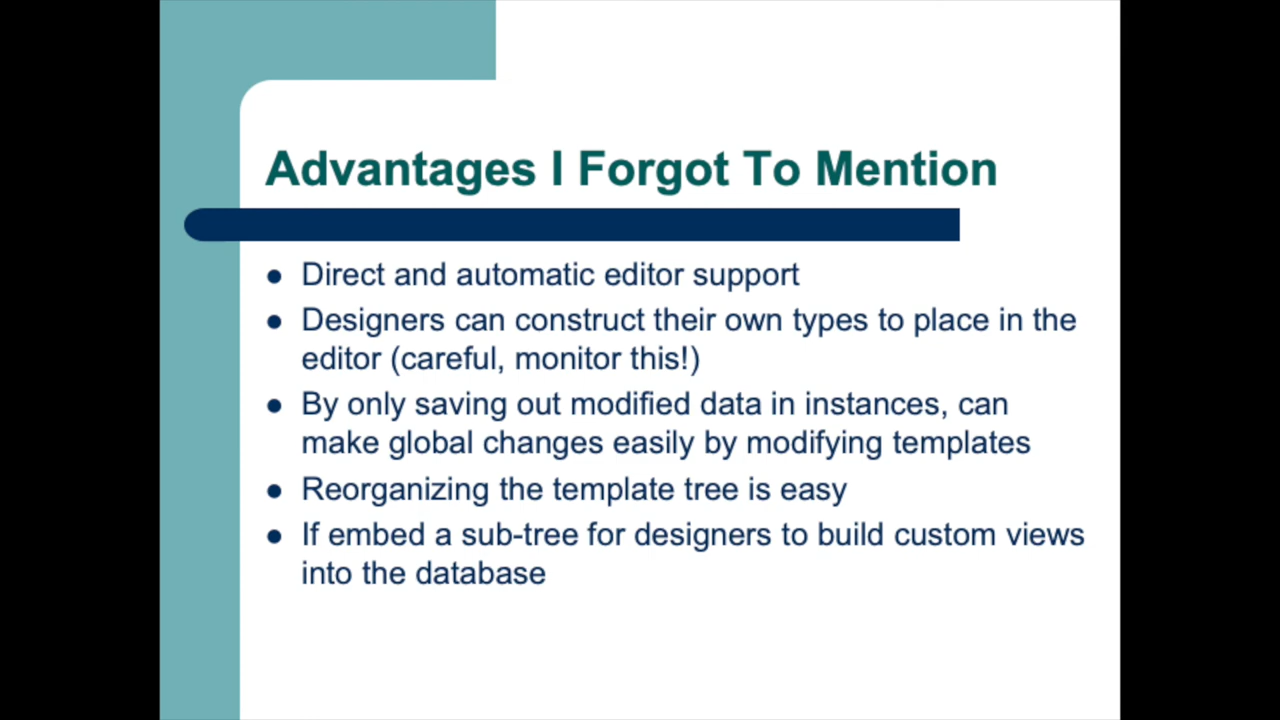 Advantages I Forgot To Mention
● Direct and automatic editor support
● Designers can construct their own types to place in the
editor (careful, monitor this!)
● By only saving out modified data in instances, can
make global changes easily by modifying templates
● Reorganizing the template tree is easy
● If embed a sub-tree for designers to build custom views
into the database